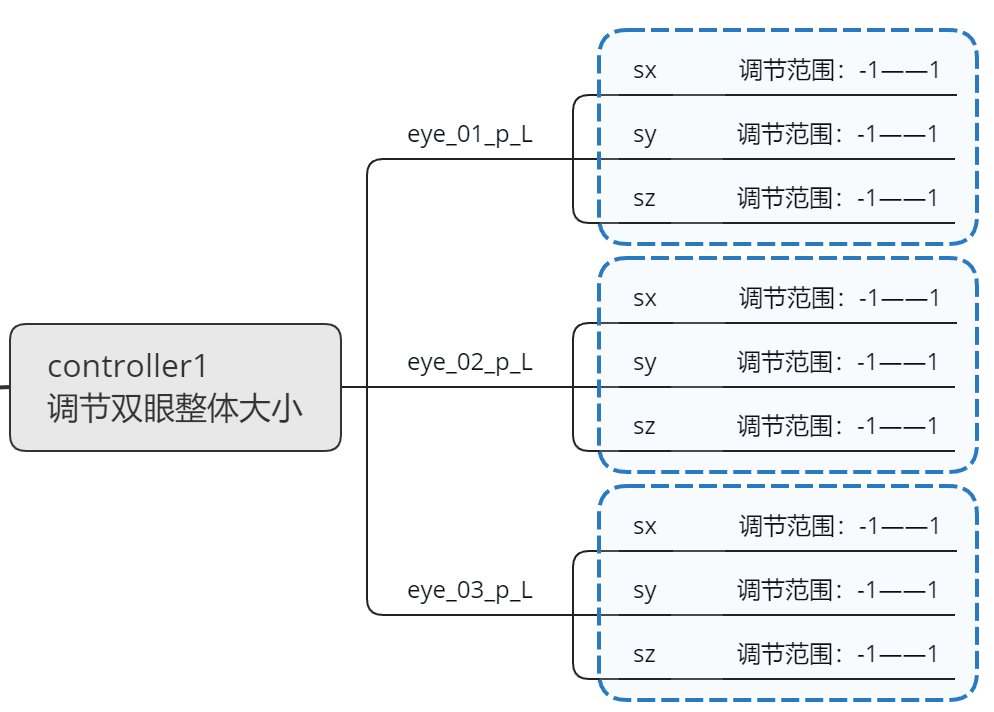 controller1
调节双眼整体大小
eye_01_p_L
sx 调节范围：-1——1
sy 调节范围：-1——1
sz 调节范围：-1——1
eye_02_p_L
sx 调节范围：-1——1
sy 调节范围：-1——1
sz 调节范围：-1——1
eye_03_p_L
sx 调节范围：-1——1
sy 调节范围：-1——1
sz 调节范围：-1——1